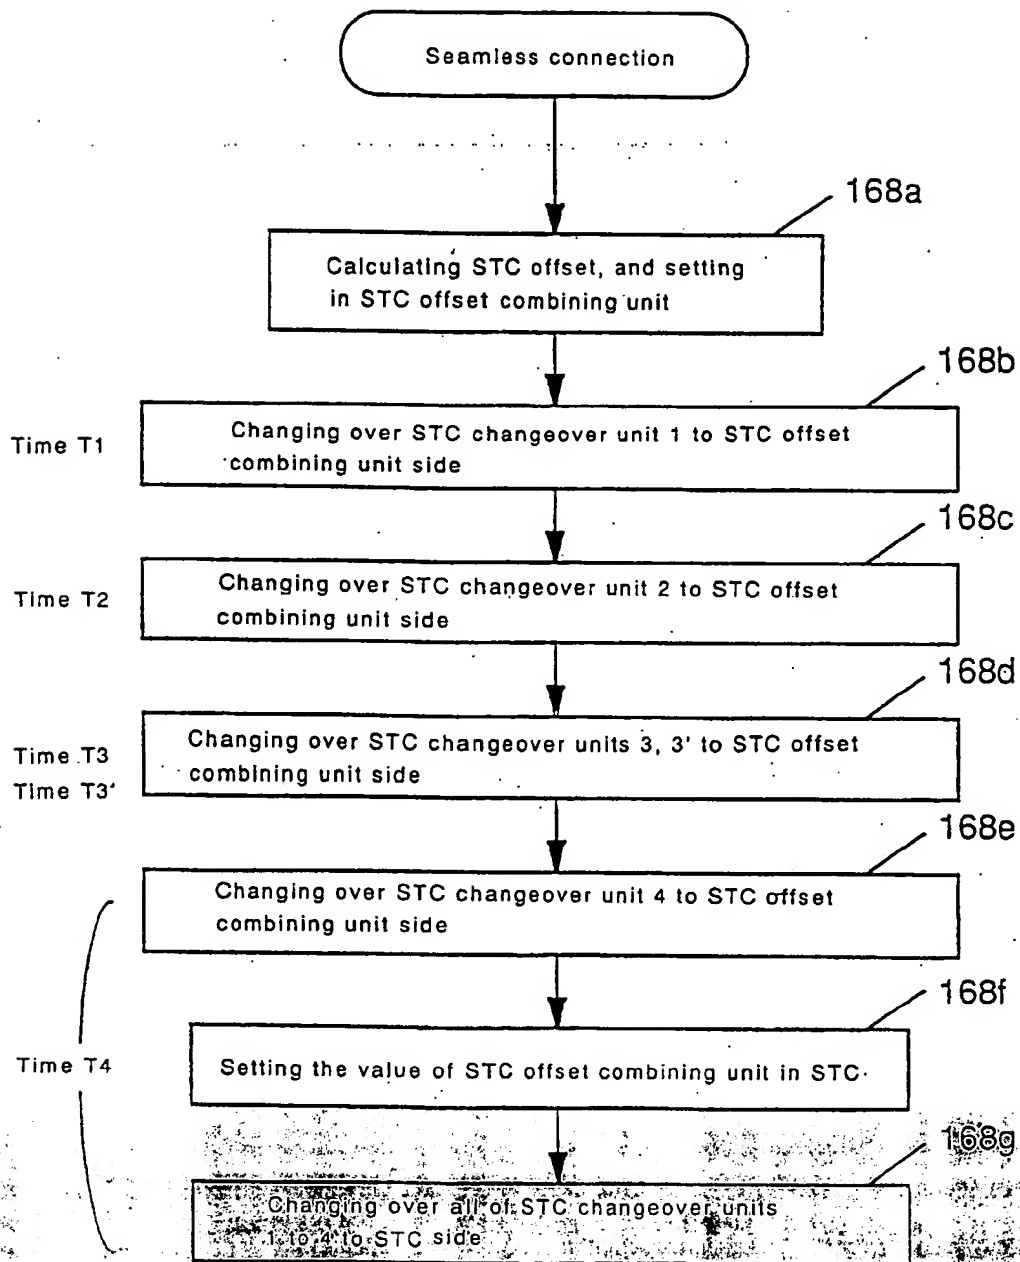 Seamless connection
168a
Calculating STC offset, and setting
in STC offset combining unit
168b
Time T1
Changing over STC changeover unit 1 to STC offset
combining unit side
168c
Time T2
Changing over STC changeover unit 2 to STC offset
combining unit side
168d
Time T3
Time T3'
Changing over STC changeover units 3, 3' to STC offset
combining unit side
168e
Changing over STC changeover unit 4 to STC offset
combining unit side
168f
Time T4
Setting the value of STC offset combining unit in STC
168g
Changing over all of STC changeover units
1 to 4 to STC side